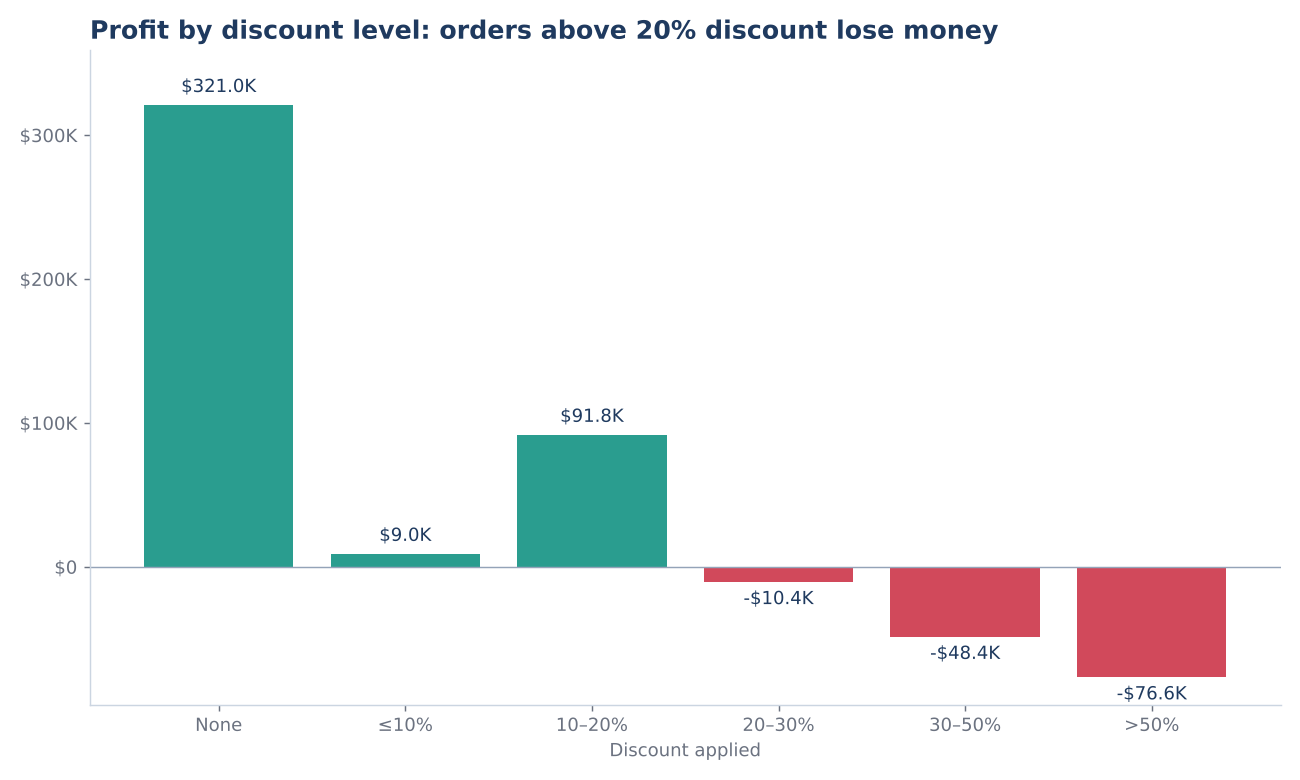 Profit by discount level: orders above 20% discount lose money
$321.0K
$300K
$200K
$91.8K
$100K
$9.0K
$0
-$10.4K
-$48.4K
-$76.6K
None
≤10%
10–20%
20–30%
30–50%
>50%
Discount applied